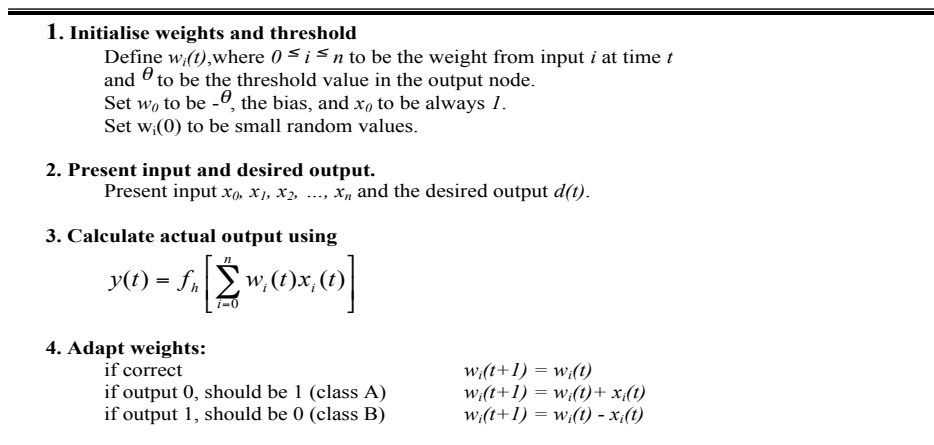 1. Initialise weights and threshold
Define wᵢ(t),where 0 ≤ i ≤ n to be the weight from input i at time t
and θ to be the threshold value in the output node.
Set w₀ to be -θ, the bias, and x₀ to be always 1.
Set wᵢ(0) to be small random values.
2. Present input and desired output.
Present input x₀, x₁, x₂, …, xₙ and the desired output d(t).
3. Calculate actual output using
y(t) = fₕ[∑ᵢ₌₀ⁿ wᵢ(t)xᵢ(t)]
4. Adapt weights:
if correct wᵢ(t+1) = wᵢ(t)
if output 0, should be 1 (class A) wᵢ(t+1) = wᵢ(t)+ xᵢ(t)
if output 1, should be 0 (class B) wᵢ(t+1) = wᵢ(t) - xᵢ(t)